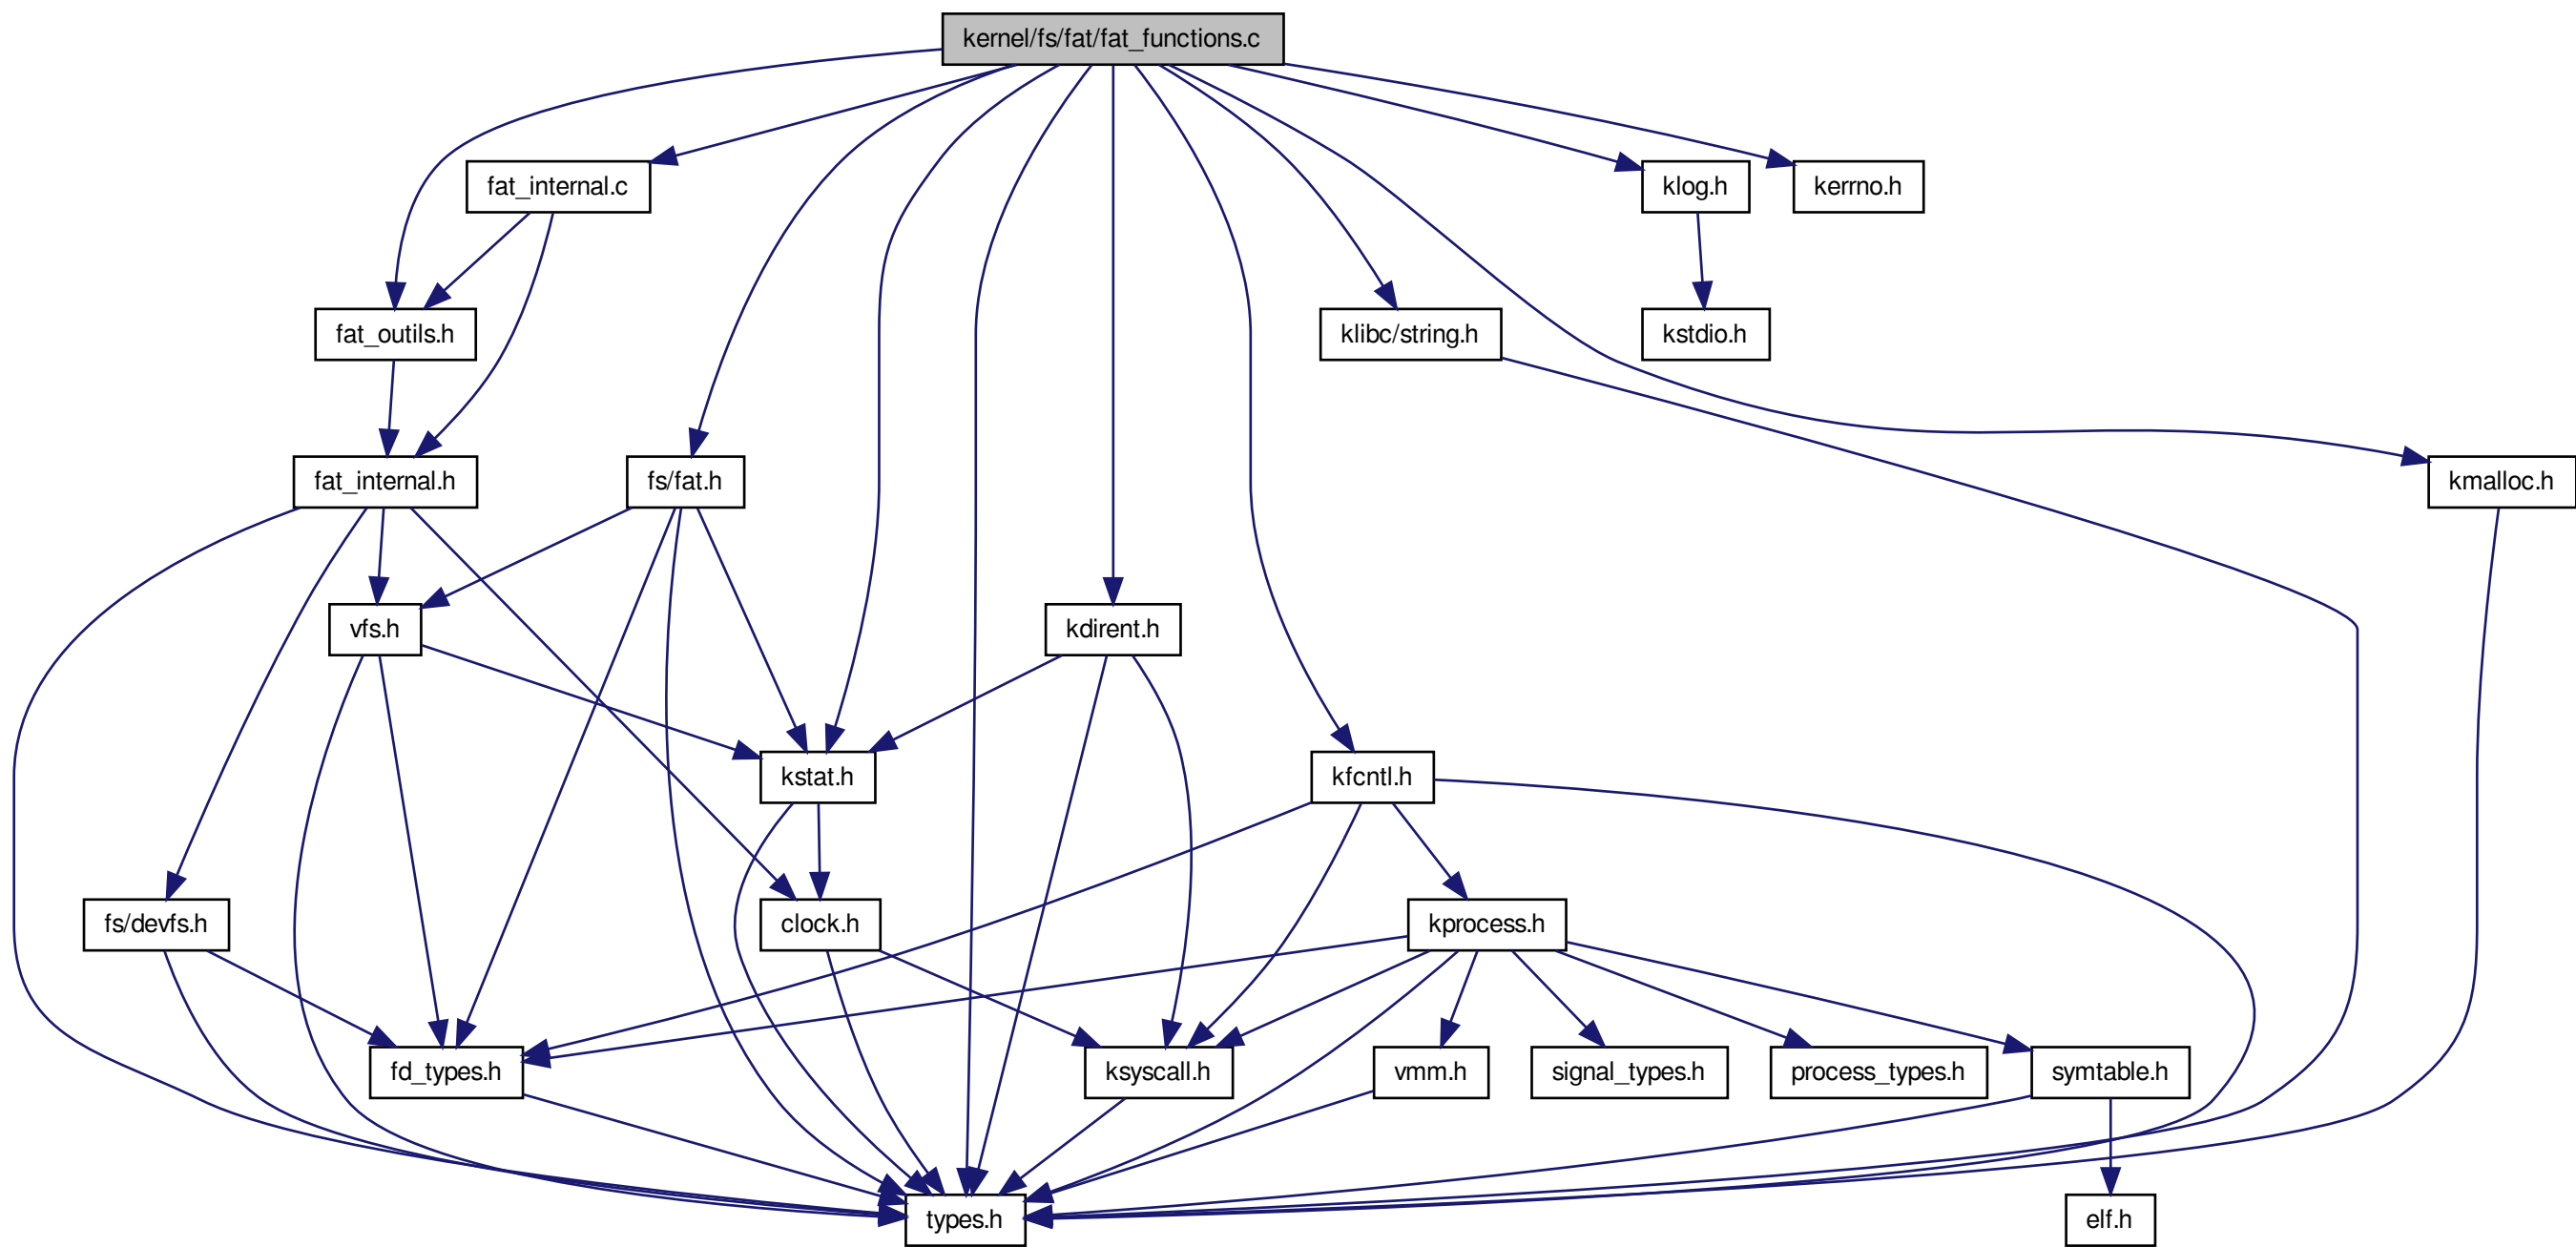 kernel/fs/fat/fat_functions.c
fat_internal.c
klog.h
kerrno.h
fat_outils.h
klibc/string.h
kstdio.h
fat_internal.h
fs/fat.h
kmalloc.h
vfs.h
kdirent.h
kstat.h
kfcntl.h
fs/devfs.h
clock.h
kprocess.h
fd_types.h
ksyscall.h
vmm.h
signal_types.h
process_types.h
symtable.h
types.h
elf.h